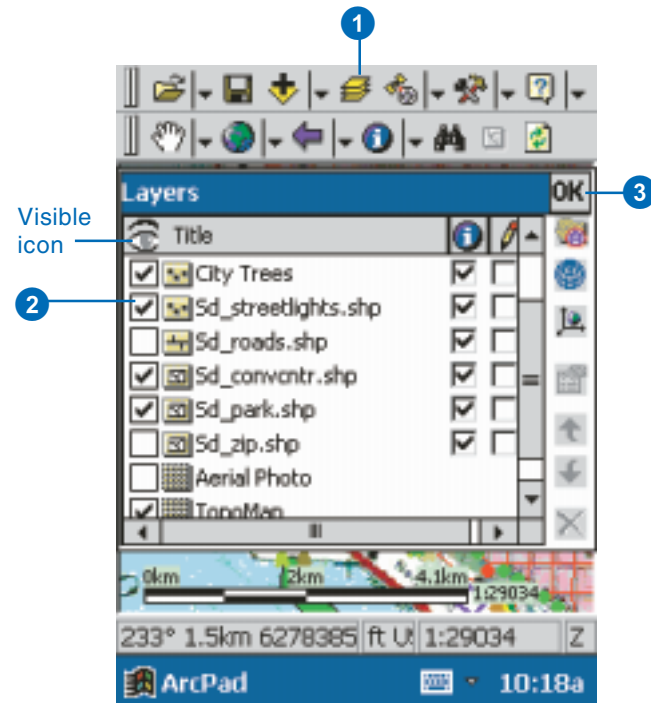 1
Layers OK 3
Visible icon
Title
City Trees
2
Sd_streetlights.shp
Sd_roads.shp
Sd_convcntr.shp
Sd_park.shp
Sd_zip.shp
Aerial Photo
TopoMap
0km 2km 4.1km
1:29034
233° 1.5km 6278385 ft U 1:29034 Z
ArcPad 10:18a